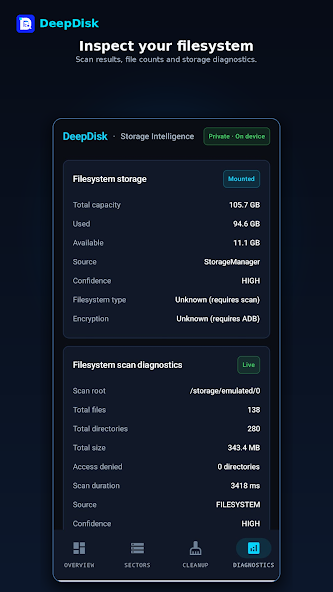 DeepDisk
Inspect your filesystem
Scan results, file counts and storage diagnostics.
DeepDisk · Storage Intelligence Private · On device
Filesystem storage Mounted
Total capacity 105.7 GB
Used 94.6 GB
Available 11.1 GB
Source StorageManager
Confidence HIGH
Filesystem type Unknown (requires scan)
Encryption Unknown (requires ADB)
Filesystem scan diagnostics Live
Scan root /storage/emulated/0
Total files 138
Total directories 280
Total size 343.4 MB
Access denied 0 directories
Scan duration 3418 ms
Source FILESYSTEM
Confidence HIGH
OVERVIEW SECTORS CLEANUP DIAGNOSTICS